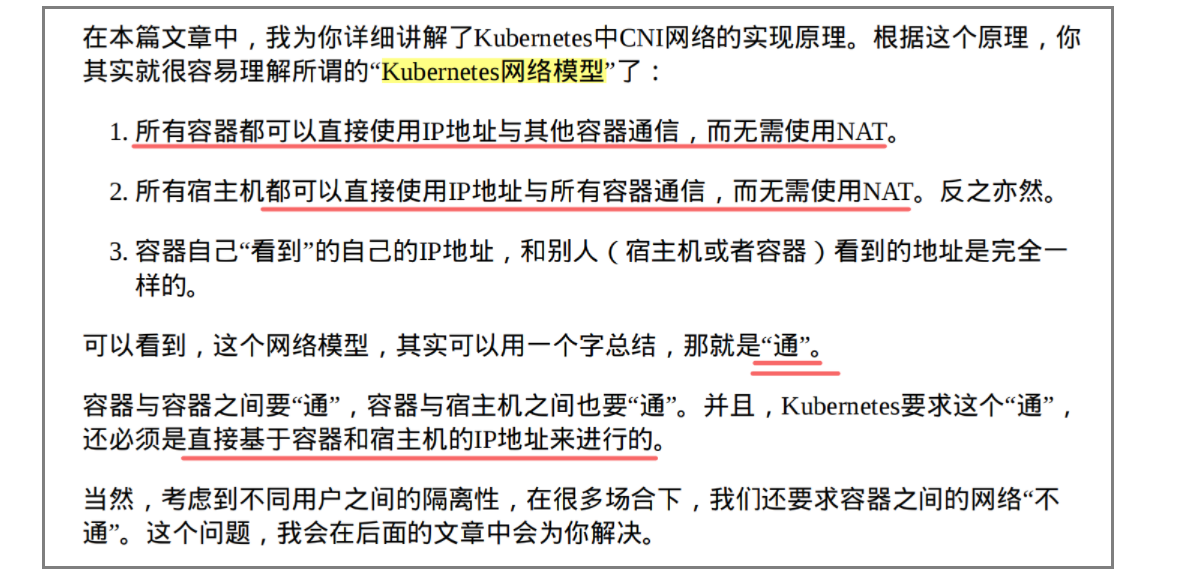 在本篇文章中，我为你详细讲解了Kubernetes中CNI网络的实现原理。根据这个原理，你
其实就很容易理解所谓的“Kubernetes网络模型”了：
1. 所有容器都可以直接使用IP地址与其他容器通信，而无需使用NAT。
2. 所有宿主机都可以直接使用IP地址与所有容器通信，而无需使用NAT。反之亦然。
3. 容器自己“看到”的自己的IP地址，和别人（宿主机或者容器）看到的地址是完全一
样的。
可以看到，这个网络模型，其实可以用一个字总结，那就是“通”。
容器与容器之间要“通”，容器与宿主机之间也要“通”。并且，Kubernetes要求这个“通”，
还必须是直接基于容器和宿主机的IP地址来进行的。
当然，考虑到不同用户之间的隔离性，在很多场合下，我们还要求容器之间的网络“不
通”。这个问题，我会在后面的文章中会为你解决。